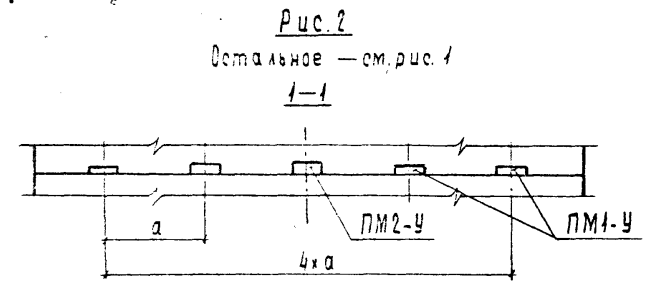 Рис. 2
Остальное — см. рис. 1
1–1
a
ПМ2-У
ПМ1-У
4×a